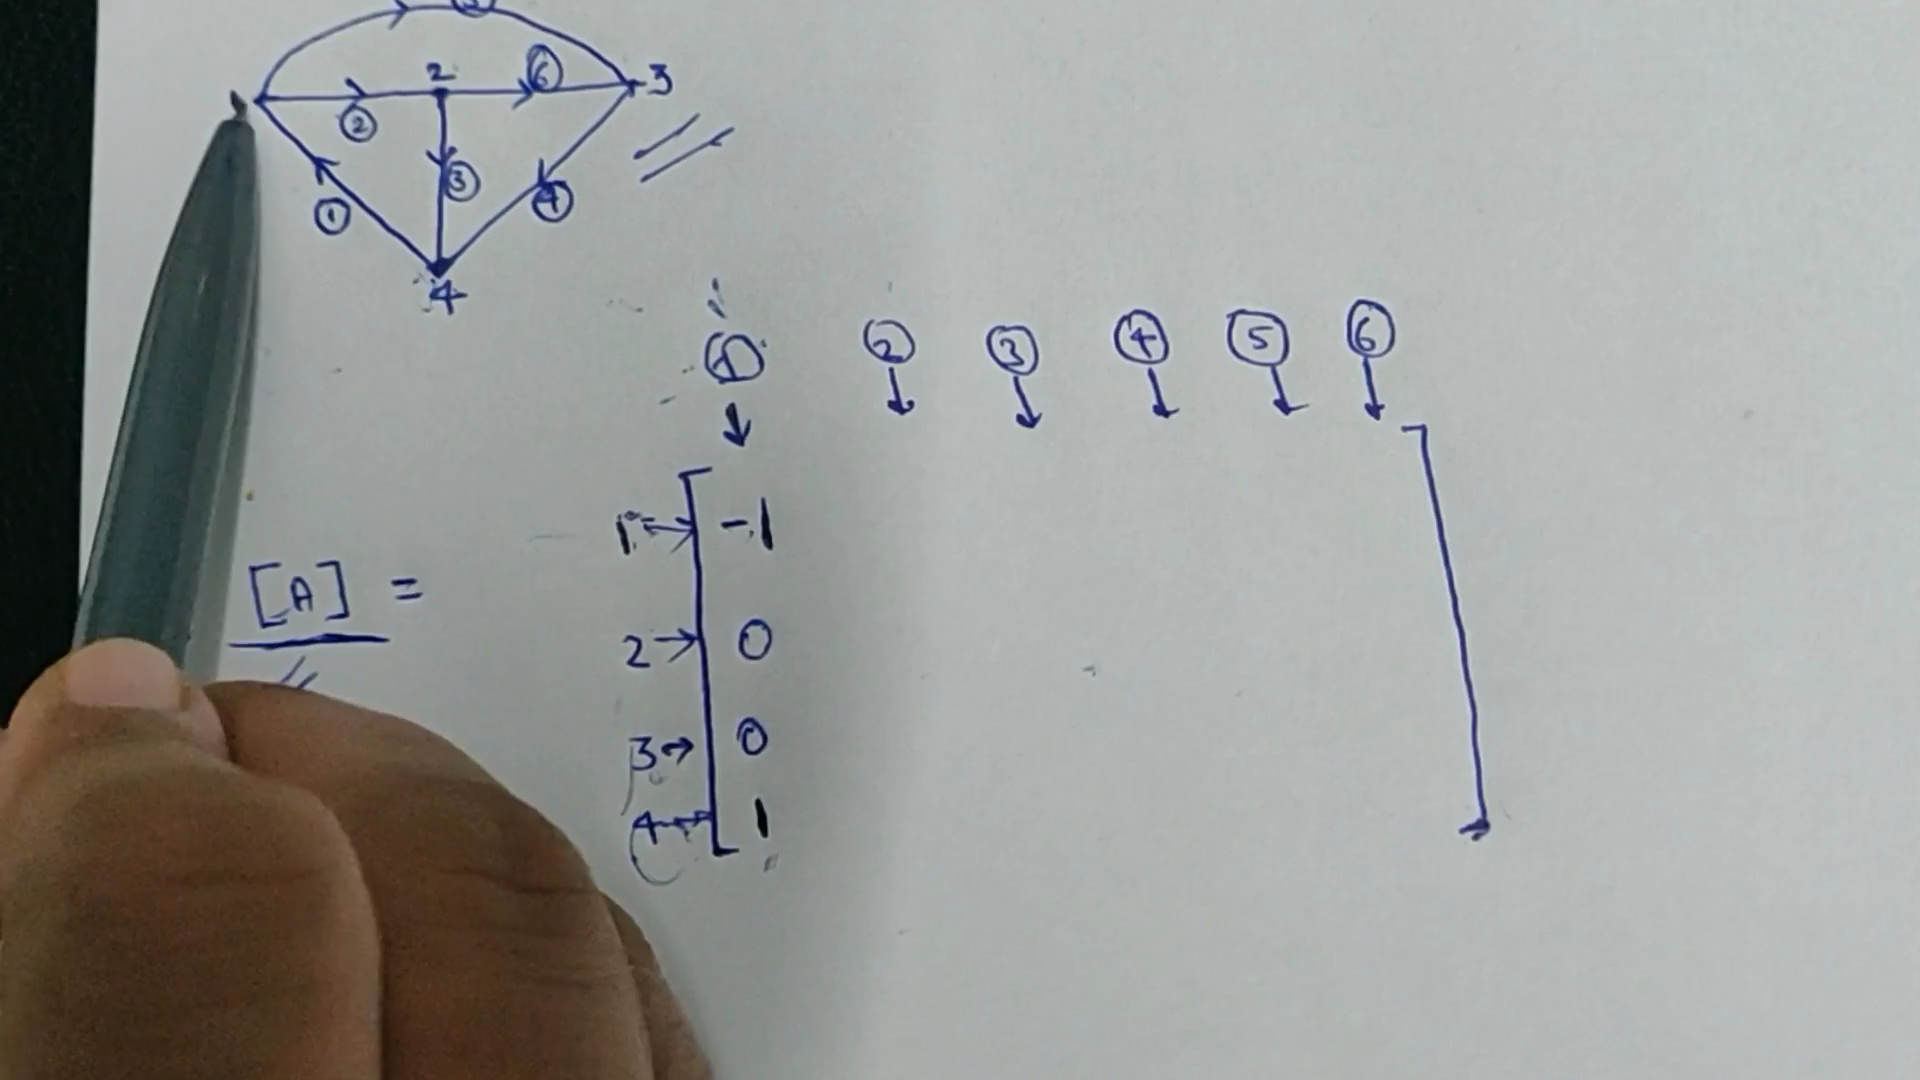 2 ⑥ 3
②
③
① ④
4
① ② ③ ④ ⑤ ⑥
1 → -1
[A] =
2 → 0
3 → 0
4 → 1